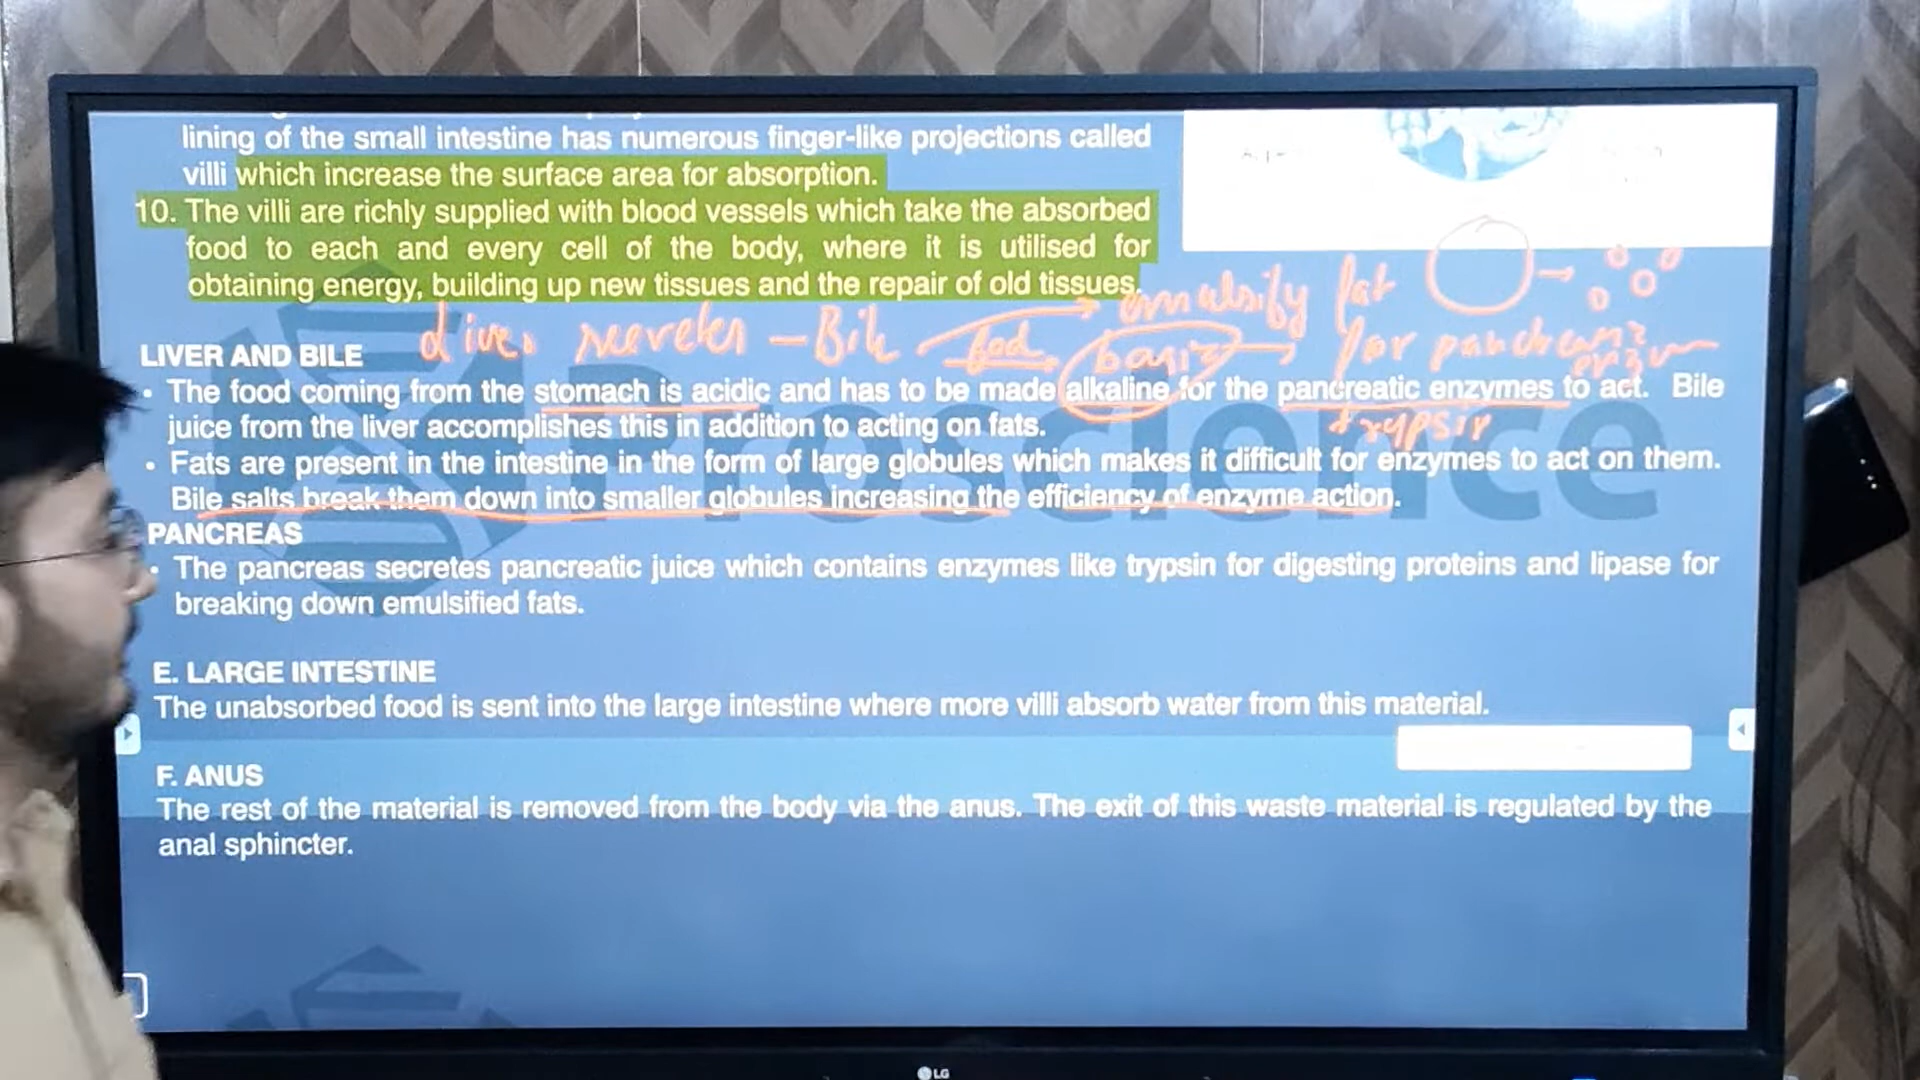 lining of the small intestine has numerous finger-like projections called
villi which increase the surface area for absorption.
10. The villi are richly supplied with blood vessels which take the absorbed
food to each and every cell of the body, where it is utilised for
obtaining energy, building up new tissues and the repair of old tissues.
emulsify fat
Bile
food basic for
LIVER AND BILE
• The food coming from the stomach is acidic and has to be made alkaline for the pancreatic enzymes to act. Bile
juice from the liver accomplishes this in addition to acting on fats.
trypsin
• Fats are present in the intestine in the form of large globules which makes it difficult for enzymes to act on them.
Bile salts break them down into smaller globules increasing the efficiency of enzyme action.
Proscience
PANCREAS
• The pancreas secretes pancreatic juice which contains enzymes like trypsin for digesting proteins and lipase for
breaking down emulsified fats.
E. LARGE INTESTINE
The unabsorbed food is sent into the large intestine where more villi absorb water from this material.
F. ANUS
The rest of the material is removed from the body via the anus. The exit of this waste material is regulated by the
anal sphincter.
LG